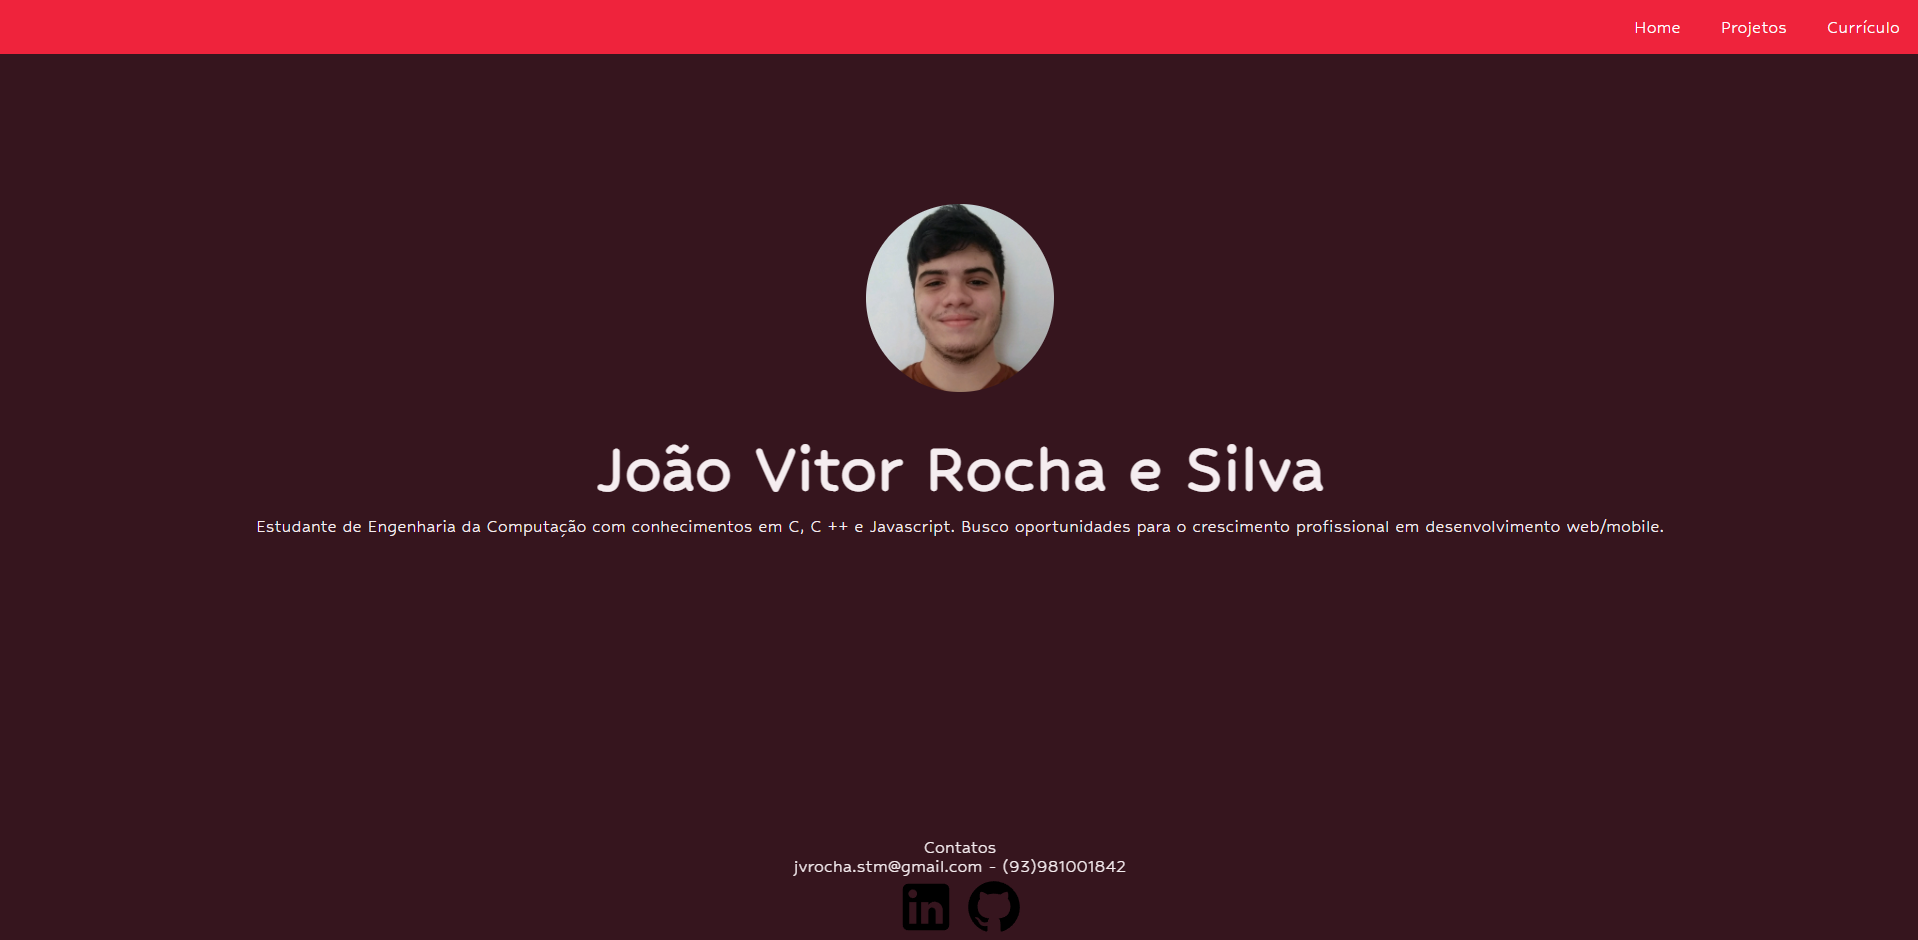 Home Projetos Currículo
João Vitor Rocha e Silva
Estudante de Engenharia da Computação com conhecimentos em C, C ++ e Javascript. Busco oportunidades para o crescimento profissional em desenvolvimento web/mobile.
Contatos
jvrocha.stm@gmail.com - (93)981001842
in